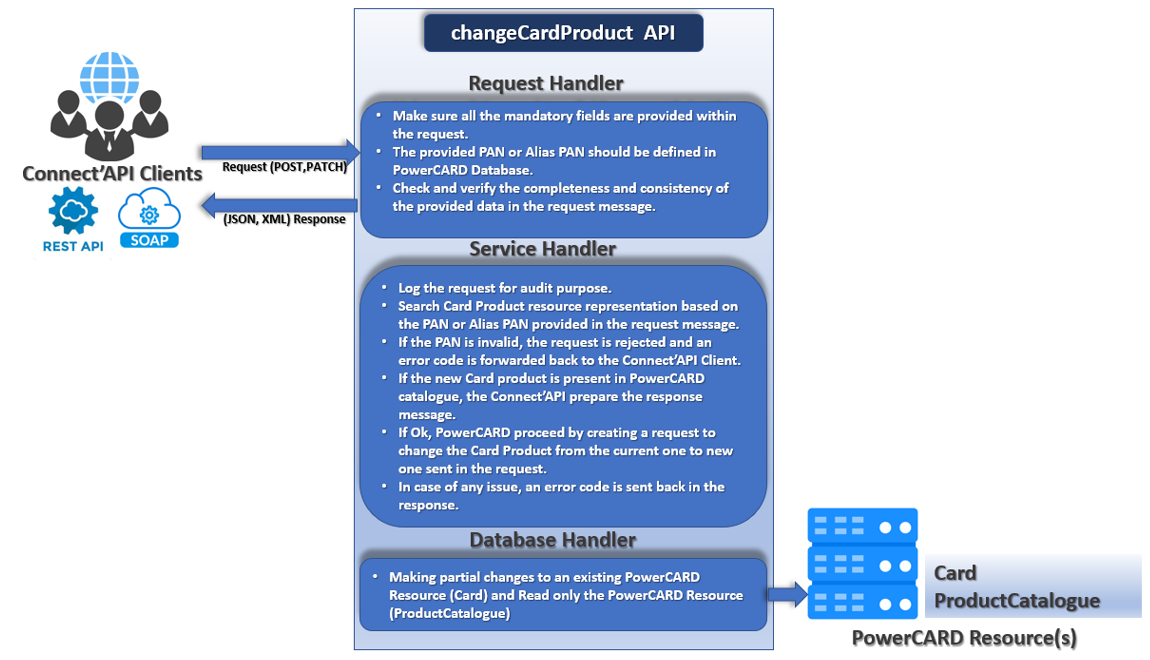 changeCardProduct API
Request Handler
• Make sure all the mandatory fields are provided within
the request.
• The provided PAN or Alias PAN should be defined in
PowerCARD Database.
• Check and verify the completeness and consistency of
the provided data in the request message.
Connect'API Clients
Request (POST,PATCH)
(JSON, XML) Response
REST API
SOAP
Service Handler
• Log the request for audit purpose.
• Search Card Product resource representation based on
the PAN or Alias PAN provided in the request message.
• If the PAN is invalid, the request is rejected and an
error code is forwarded back to the Connect'API Client.
• If the new Card product is present in PowerCARD
catalogue, the Connect'API prepare the response
message.
• If Ok, PowerCARD proceed by creating a request to
change the Card Product from the current one to new
one sent in the request.
• In case of any issue, an error code is sent back in the
response.
Database Handler
• Making partial changes to an existing PowerCARD
Resource (Card) and Read only the PowerCARD Resource
(ProductCatalogue)
Card
ProductCatalogue
PowerCARD Resource(s)